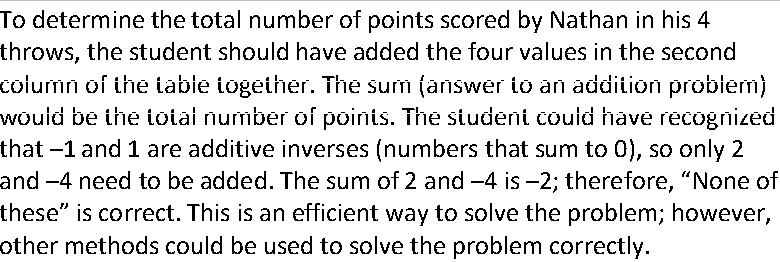 To determine the total number of points scored by Nathan in his 4
throws, the student should have added the four values in the second
column of the table together. The sum (answer to an addition problem)
would be the total number of points. The student could have recognized
that –1 and 1 are additive inverses (numbers that sum to 0), so only 2
and –4 need to be added. The sum of 2 and –4 is –2; therefore, “None of
these” is correct. This is an efficient way to solve the problem; however,
other methods could be used to solve the problem correctly.